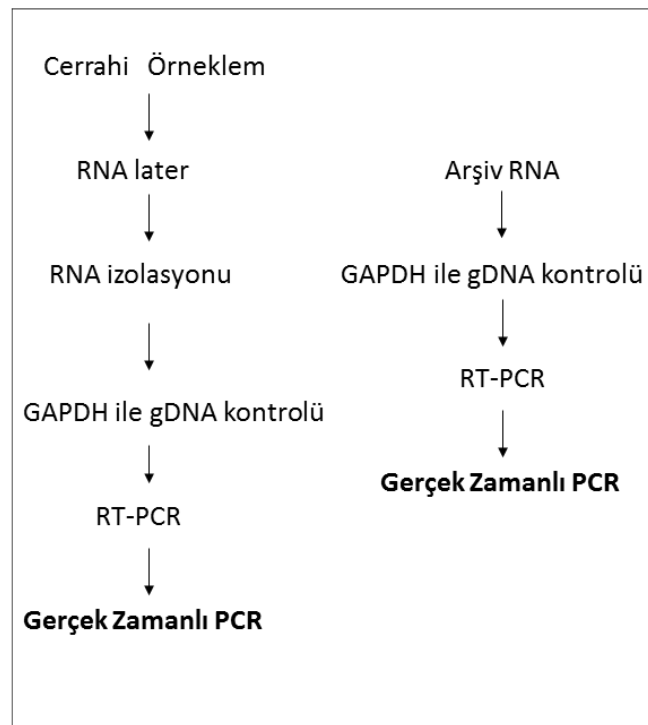 Cerrahi Örneklem
RNA later
RNA izolasyonu
GAPDH ile gDNA kontrolü
RT-PCR
Gerçek Zamanlı PCR
Arşiv RNA
GAPDH ile gDNA kontrolü
RT-PCR
Gerçek Zamanlı PCR